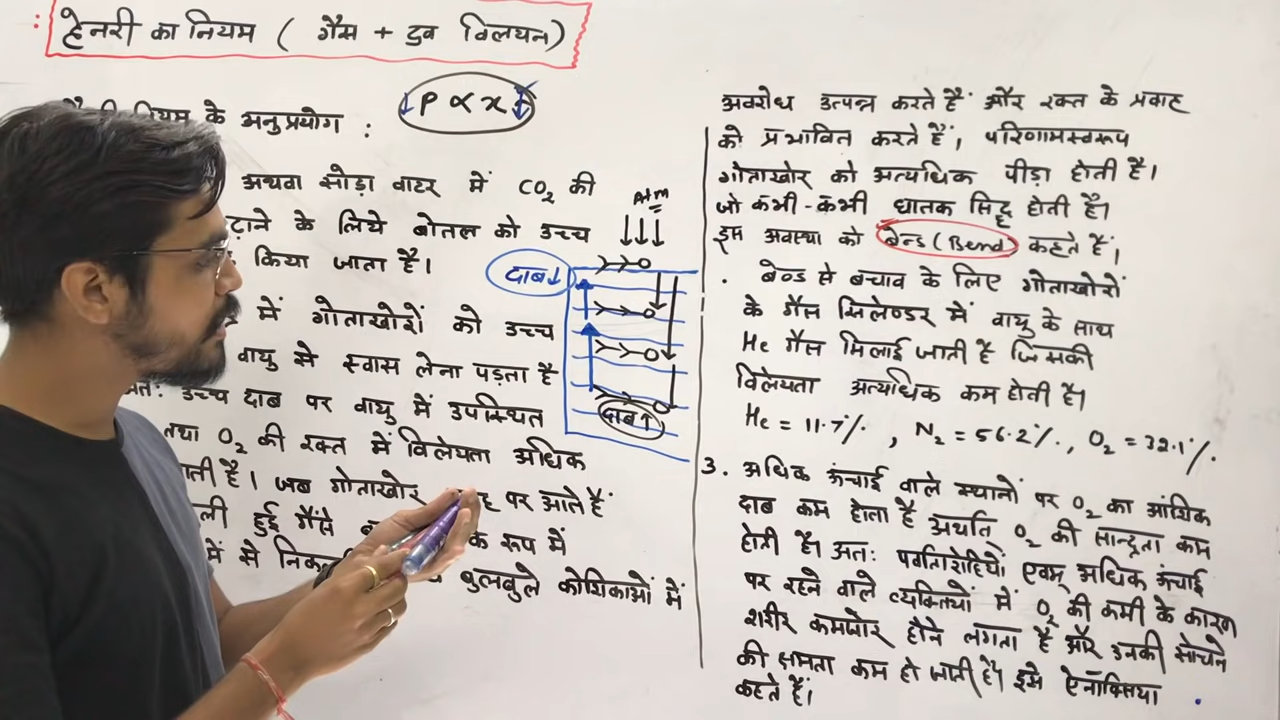 हेनरी का नियम ( गैस + द्रव विलयन)
P ∝ x
के अनुप्रयोग :
अथवा सोड़ा वाटर में CO₂ की
के लिये बोतल को उच्च
किया जाता है।
में गोताखोरों को उच्च
वायु से स्वास लेना पड़ता है
अतः उच्च दाब पर वायु में उपस्थित
तथा O₂ की रक्त में विलेयता अधिक
है। जब गोताखोर पर आते हैं
हुई गैसें के रूप में
में से बुलबुले कोशिकाओं में
Atm
दाब↓
दाब↑
अवरोध उत्पन्न करते हैं और रक्त के प्रवाह
को प्रभावित करते हैं, परिणामस्वरूप
गोताखोर को अत्यधिक पीड़ा होती है।
जो कभी-कभी घातक सिद्ध होती है।
इस अवस्था को बेन्ड (Bend) कहते हैं,
. बेन्ड से बचाव के लिए गोताखोरों
के गैस सिलेण्डर में वायु के साथ
He गैस मिलाई जाती है जिसकी
विलेयता अत्यधिक कम होती है।
He = 11.7% , N₂ = 56.2% , O₂ = 32.1%.
3. अधिक ऊंचाई वाले स्थानों पर O₂ का आंशिक
दाब कम होता है अर्थात् O₂ की सान्द्रता कम
होती है। अतः पर्वतारोहियो एवम् अधिक ऊंचाई
पर रहने वाले व्यक्तियों में O₂ की कमी के कारण
शरीर कमजोर होने लगता है और उनकी सोचने
की क्षमता कम हो जाती है। इसे ऐनॉक्सिया
कहते हैं।